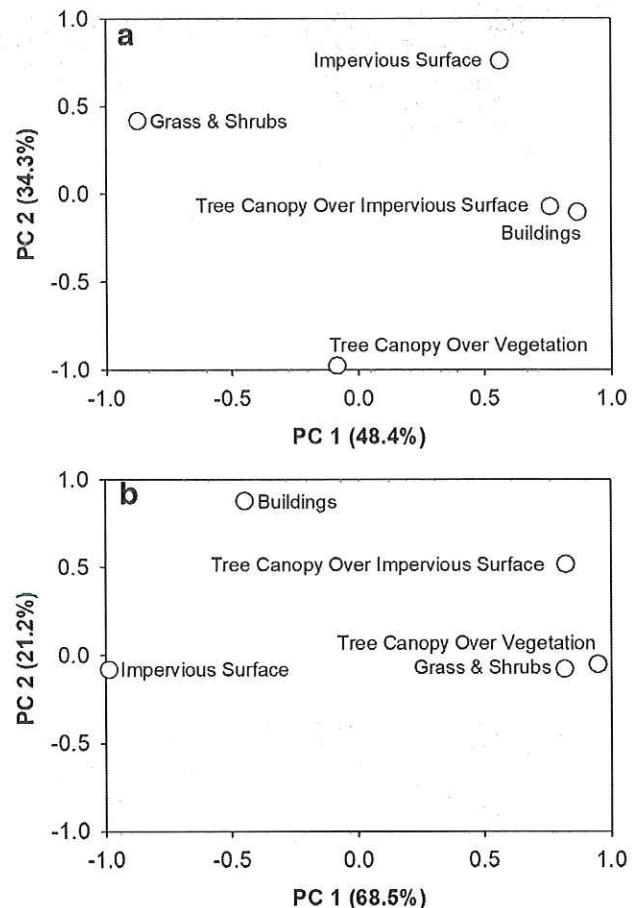 a
1.0
Impervious Surface
0.5
Grass & Shrubs
PC 2 (34.3%)
0.0
Tree Canopy Over Impervious Surface
Buildings
-0.5
Tree Canopy Over Vegetation
-1.0
-1.0 -0.5 0.0 0.5 1.0
PC 1 (48.4%)
b
1.0
Buildings
0.5
Tree Canopy Over Impervious Surface
PC 2 (21.2%)
Tree Canopy Over Vegetation
0.0
Impervious Surface
Grass & Shrubs
-0.5
-1.0
-1.0 -0.5 0.0 0.5 1.0
PC 1 (68.5%)